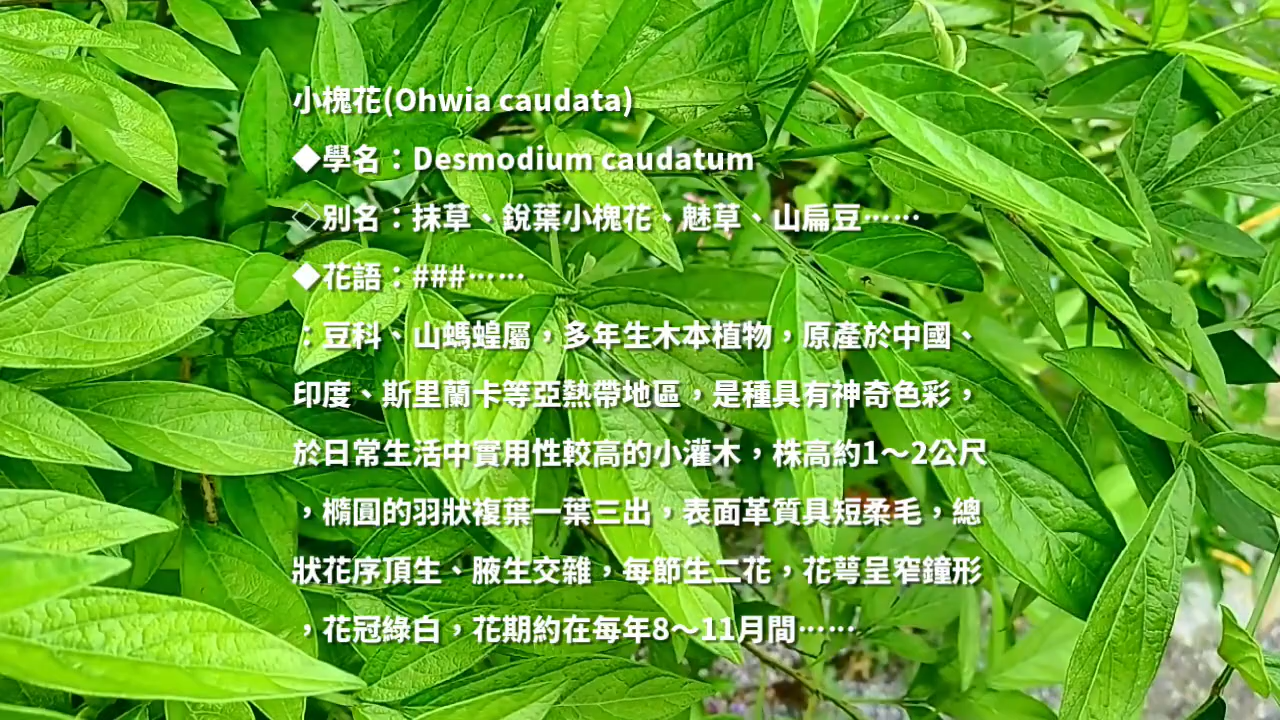 小槐花(Ohwia caudata)
◆學名：Desmodium caudatum
◇別名：抹草、銳葉小槐花、魅草、山扁豆……
◆花語：###……
：豆科、山螞蝗屬，多年生木本植物，原產於中國、
印度、斯里蘭卡等亞熱帶地區，是種具有神奇色彩，
於日常生活中實用性較高的小灌木，株高約1～2公尺
，橢圓的羽狀複葉一葉三出，表面革質具短柔毛，總
狀花序頂生、腋生交雜，每節生二花，花萼呈窄鐘形
，花冠綠白，花期約在每年8～11月間……